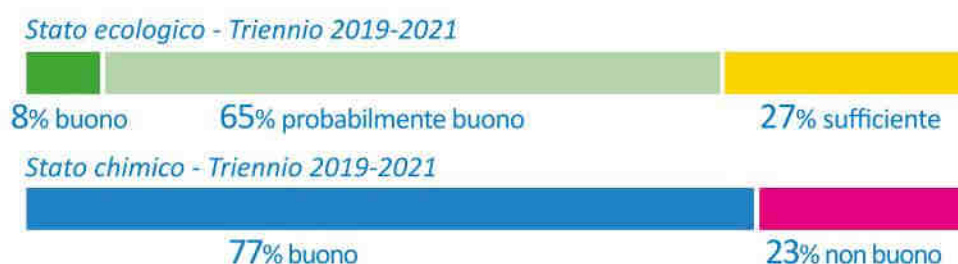 Stato ecologico - Triennio 2019-2021
8% buono 65% probabilmente buono 27% sufficiente
Stato chimico - Triennio 2019-2021
77% buono 23% non buono